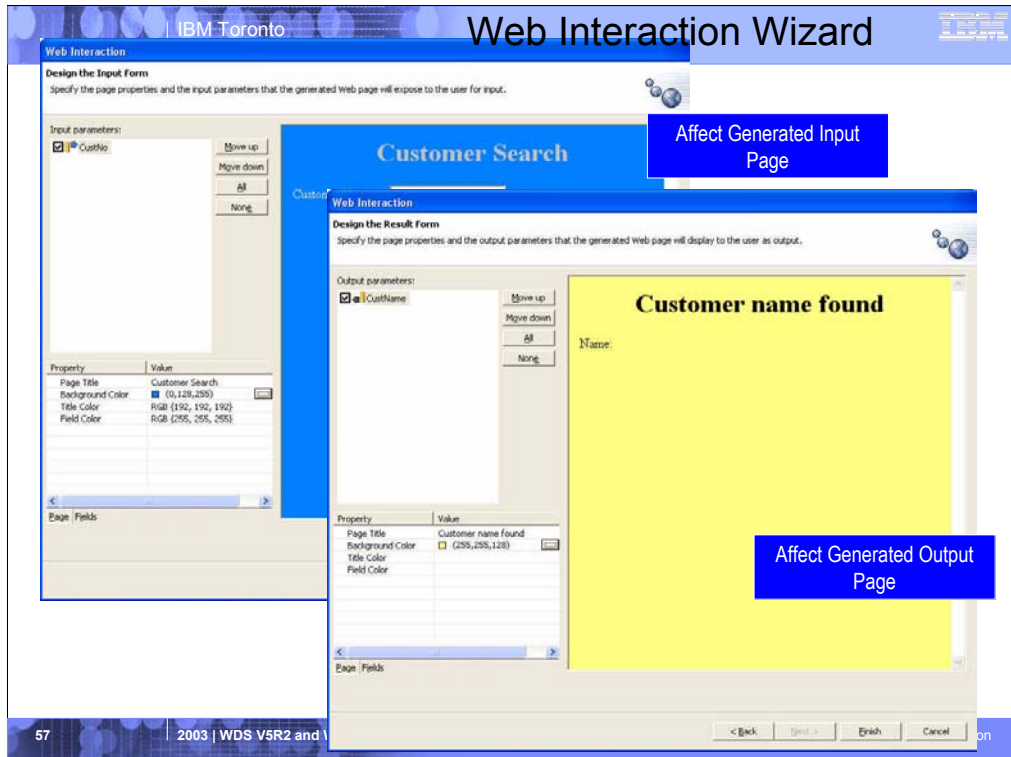 IBM Toronto
Web Interaction Wizard
IBM
Web Interaction
Design the Input Form
Specify the page properties and the input parameters that the generated Web page will expose to the user for input.
Input parameters:
CustNo
Move up
Move down
All
None
Customer Search
Custom
Property Value
Page Title Customer Search
Background Color (0,128,255)
Title Color RGB {192, 192, 192}
Field Color RGB {255, 255, 255}
Page Fields
Affect Generated Input
Page
Web Interaction
Design the Result Form
Specify the page properties and the output parameters that the generated Web page will display to the user as output.
Output parameters:
CustName
Move up
Move down
All
None
Customer name found
Name:
Property Value
Page Title Customer name found
Background Color (255,255,128)
Title Color
Field Color
Page Fields
Affect Generated Output
Page
< Back Next > Finish Cancel
57
2003 | WDS V5R2 and
on